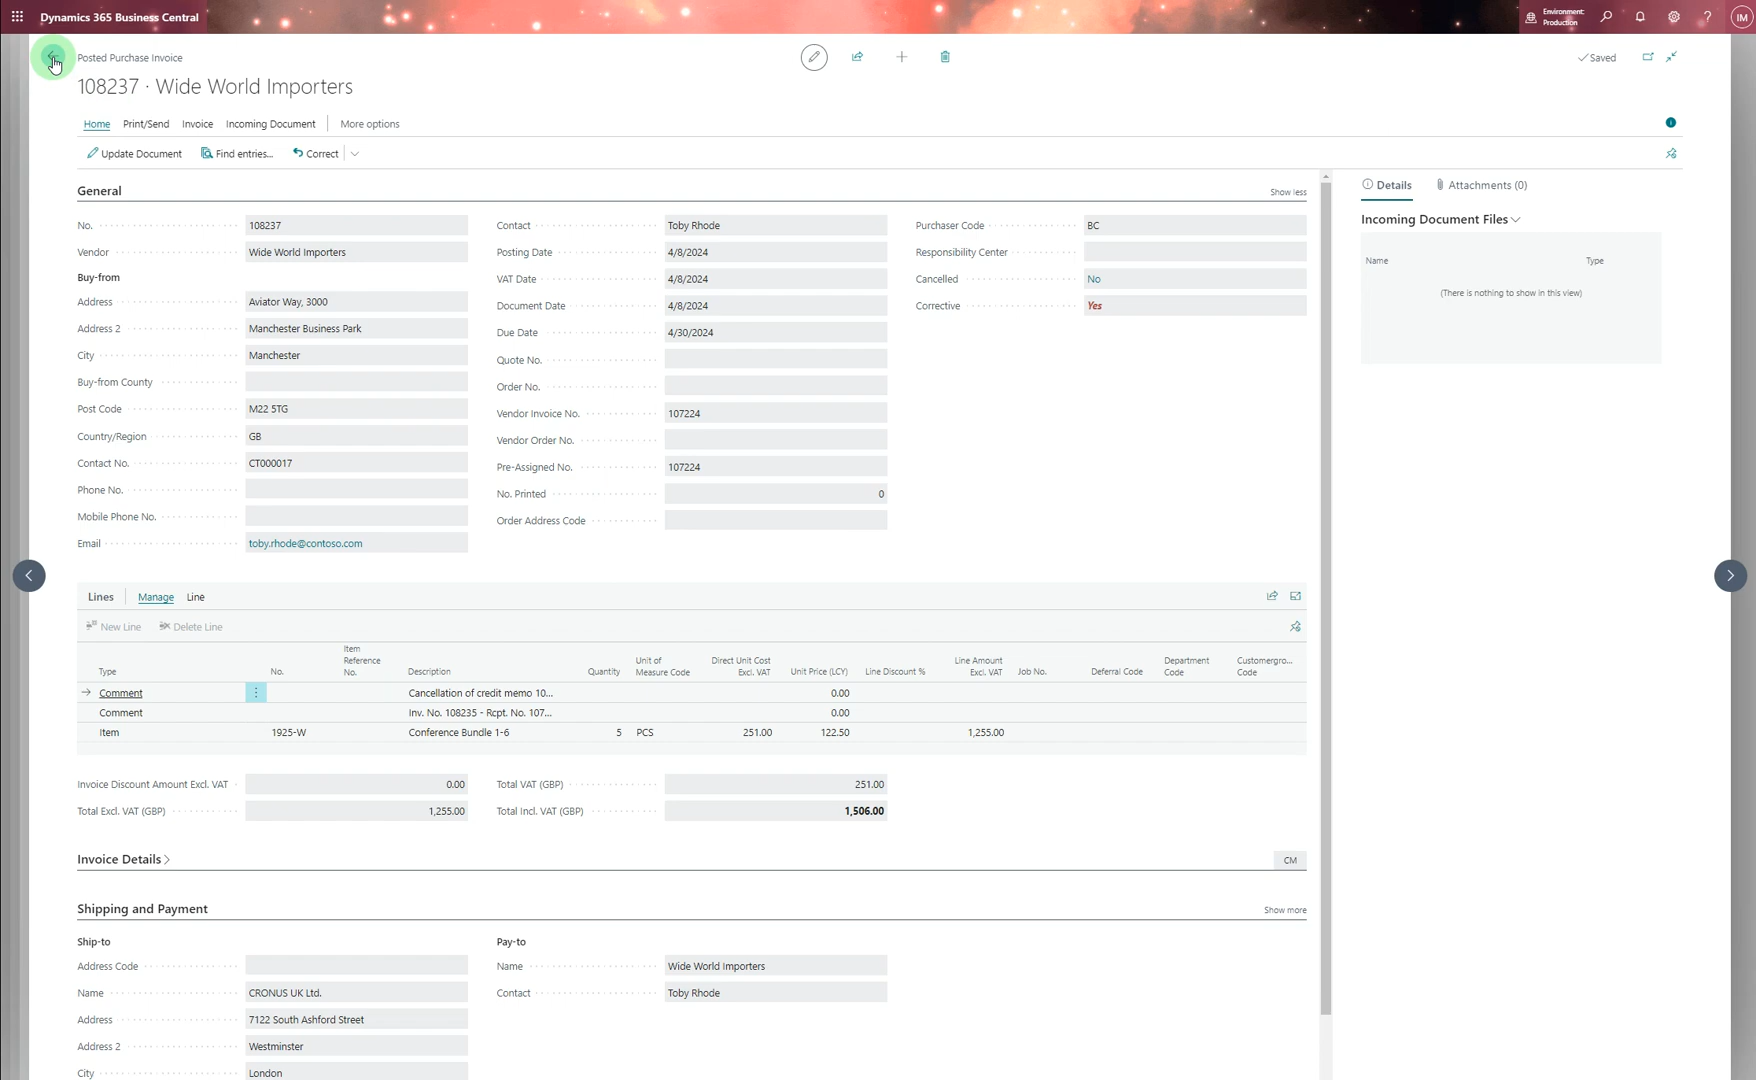 Dynamics 365 Business Central
Environment:
Production
?
IM
Posted Purchase Invoice
Saved
108237 · Wide World Importers
Home Print/Send Invoice Incoming Document More options
Update Document Find entries... Correct
General
Show less
No. 108237
Vendor Wide World Importers
Buy-from
Address Aviator Way, 3000
Address 2 Manchester Business Park
City Manchester
Buy-from County
Post Code M22 5TG
Country/Region GB
Contact No. CT000017
Phone No.
Mobile Phone No.
Email toby.rhode@contoso.com
Contact Toby Rhode
Posting Date 4/8/2024
VAT Date 4/8/2024
Document Date 4/8/2024
Due Date 4/30/2024
Quote No.
Order No.
Vendor Invoice No. 107224
Vendor Order No.
Pre-Assigned No. 107224
No. Printed 0
Order Address Code
Purchaser Code BC
Responsibility Center
Cancelled No
Corrective Yes
Details Attachments (0)
Incoming Document Files
Name Type
(There is nothing to show in this view)
Lines Manage Line
New Line Delete Line
Type No. Item Reference No. Description Quantity Unit of Measure Code Direct Unit Cost Excl. VAT Unit Price (LCY) Line Discount % Line Amount Excl. VAT Job No. Deferral Code Department Code Customergro... Code
Comment Cancellation of credit memo 10... 0.00
Comment Inv. No. 108235 - Rcpt. No. 107... 0.00
Item 1925-W Conference Bundle 1-6 5 PCS 251.00 122.50 1,255.00
Invoice Discount Amount Excl. VAT 0.00 Total VAT (GBP) 251.00
Total Excl. VAT (GBP) 1,255.00 Total Incl. VAT (GBP) 1,506.00
Invoice Details CM
Shipping and Payment Show more
Ship-to
Address Code
Name CRONUS UK Ltd.
Address 7122 South Ashford Street
Address 2 Westminster
City London
Pay-to
Name Wide World Importers
Contact Toby Rhode